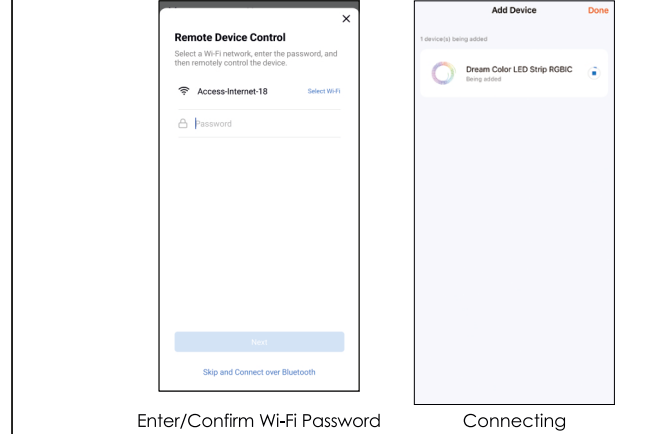 Remote Device Control
Select a Wi-Fi network, enter the password, and
then remotely control the device.
Access-Internet-18 Select Wi-Fi
Password
Next
Skip and Connect over Bluetooth
Enter/Confirm Wi-Fi Password
Add Device Done
1 device(s) being added
Dream Color LED Strip RGBIC
Being added
Connecting